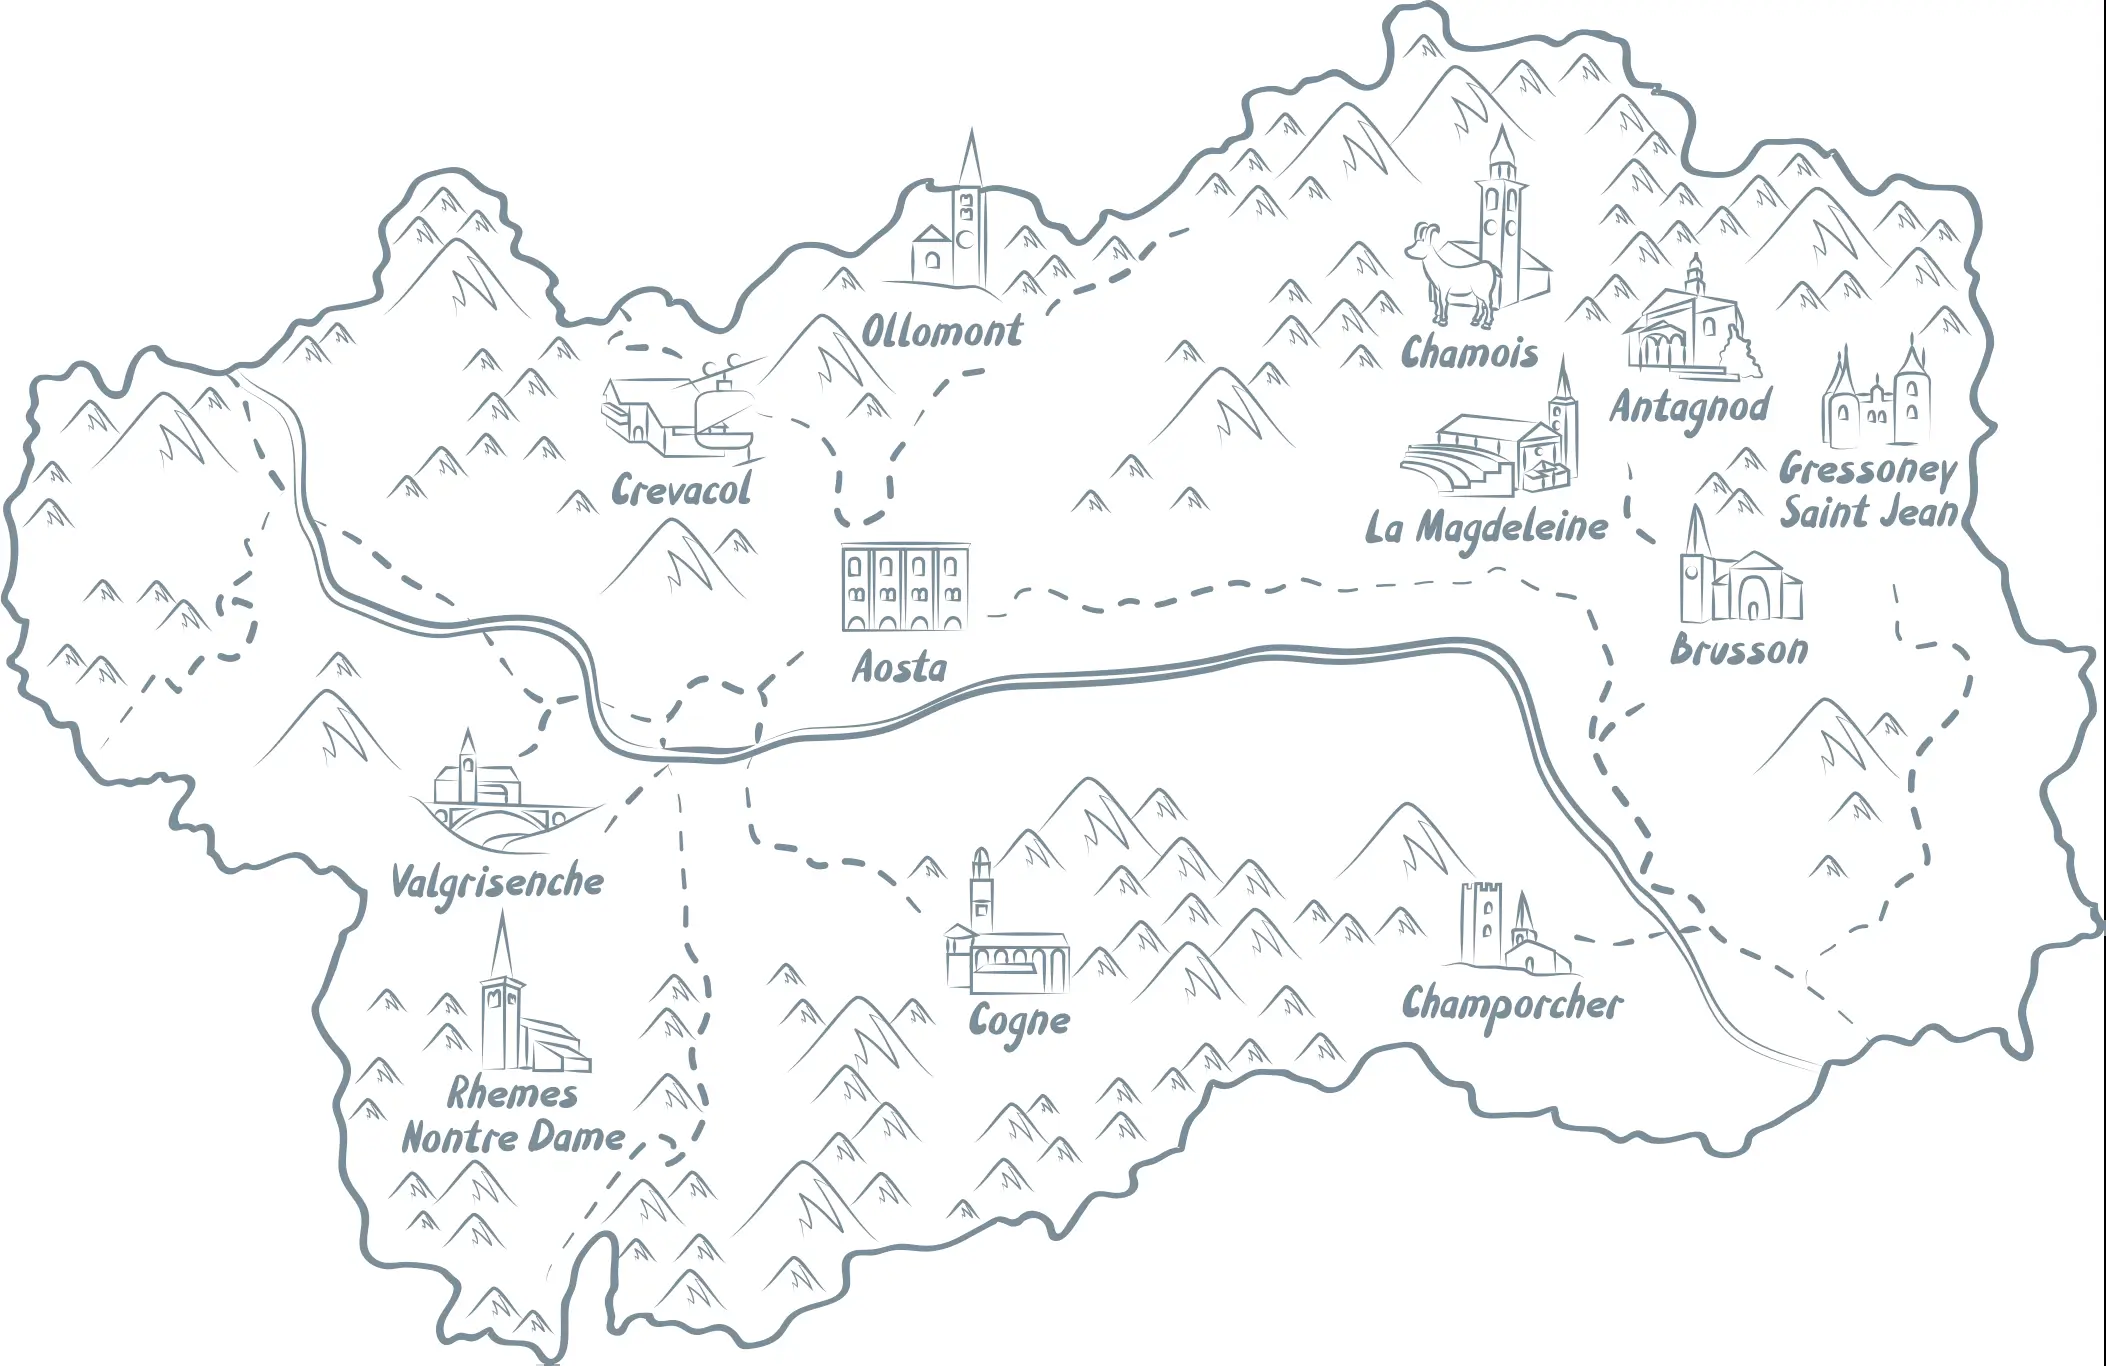 Ollomont
Chamois
Antagnod
Crevacol
Gressoney
Saint Jean
La Magdeleine
Aosta
Brusson
Valgrisenche
Cogne
Champorcher
Rhemes
Nontre Dame